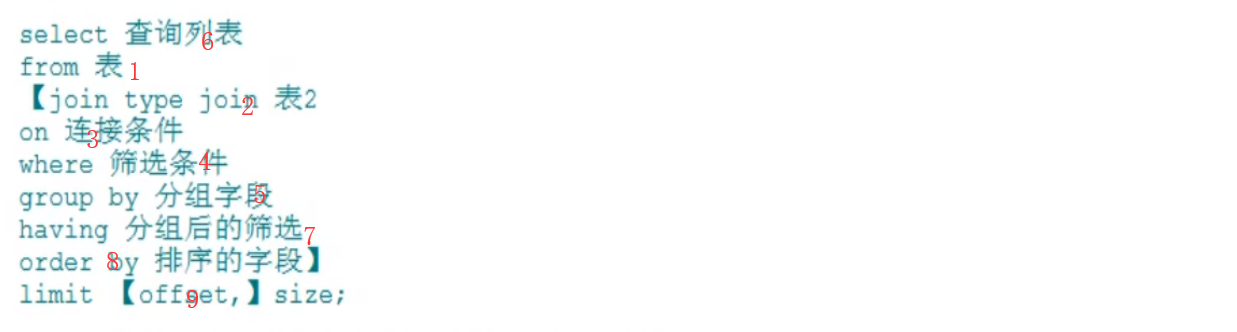 select 查询列表 6
from 表 1
【join type join 表2 2
on 连接条件 3
where 筛选条件 4
group by 分组字段 5
having 分组后的筛选 7
order by 排序的字段】 8
limit 【offset,】size; 9